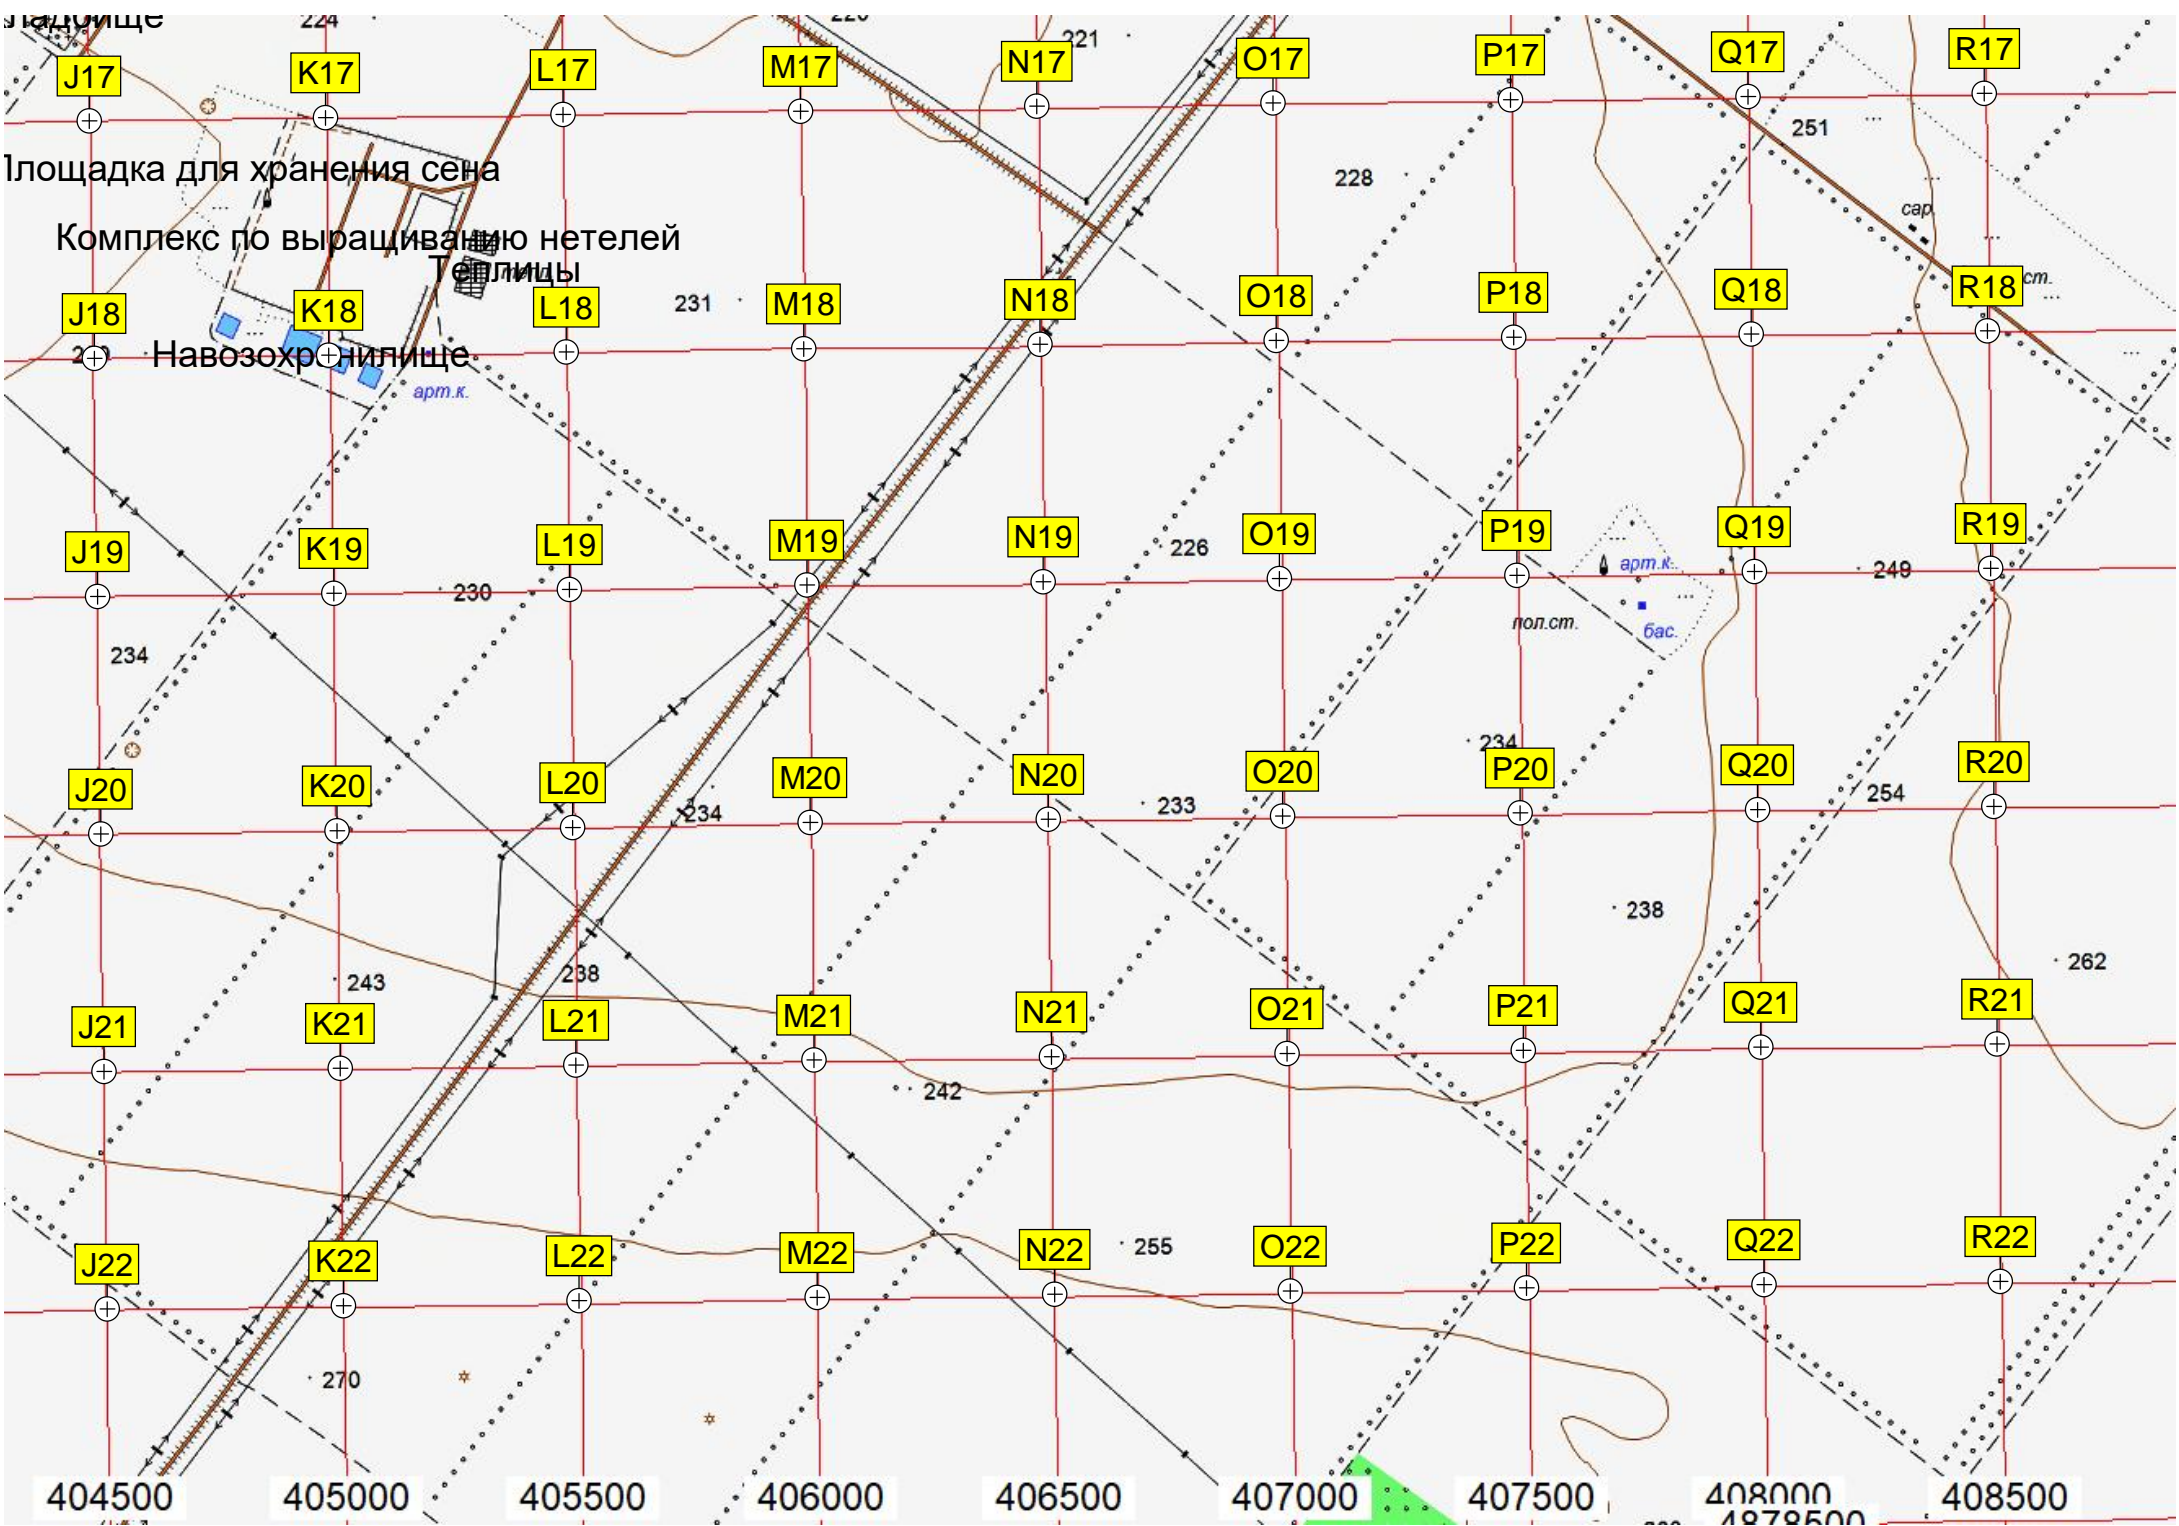 224
221
J17 K17 L17 M17 N17 O17 P17 Q17 R17
251
Площадка для хранения сена
228
сар.
Комплекс по выращиванию нетелей
Теплицы
ст.
231
J18 K18 L18 M18 N18 O18 P18 Q18 R18
Навозохранилище
арт.к.
J19 K19 L19 M19 N19 O19 P19 Q19 R19
226
арт.к.
249
230
пол.ст.
бас.
234
234
J20 K20 L20 M20 N20 O20 P20 Q20 R20
234
233
254
238
262
243
238
J21 K21 L21 M21 N21 O21 P21 Q21 R21
242
255
J22 K22 L22 M22 N22 O22 P22 Q22 R22
270
404500 405000 405500 406000 406500 407000 407500 408000 408500
4878500